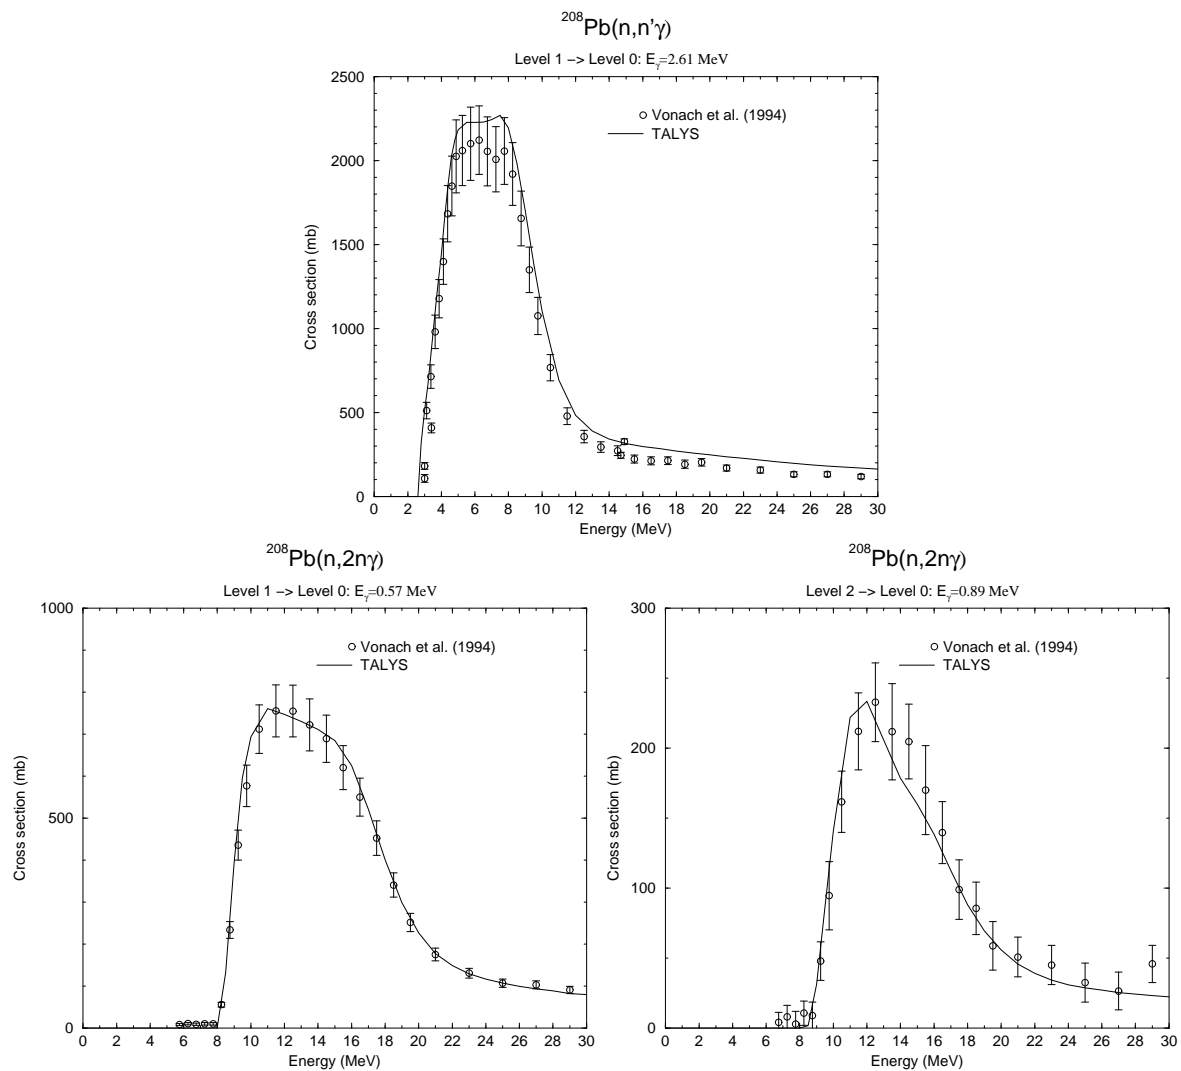 ²⁰⁸Pb(n,n'γ)
Level 1 −> Level 0: Eγ=2.61 MeV
2500
2000
1500
1000
500
0
Cross section (mb)
Vonach et al. (1994)
TALYS
0 2 4 6 8 10 12 14 16 18 20 22 24 26 28 30
Energy (MeV)
²⁰⁸Pb(n,2nγ)
Level 1 −> Level 0: Eγ=0.57 MeV
1000
500
0
Cross section (mb)
Vonach et al. (1994)
TALYS
0 2 4 6 8 10 12 14 16 18 20 22 24 26 28 30
Energy (MeV)
²⁰⁸Pb(n,2nγ)
Level 2 −> Level 0: Eγ=0.89 MeV
300
200
100
0
Cross section (mb)
Vonach et al. (1994)
TALYS
0 2 4 6 8 10 12 14 16 18 20 22 24 26 28 30
Energy (MeV)